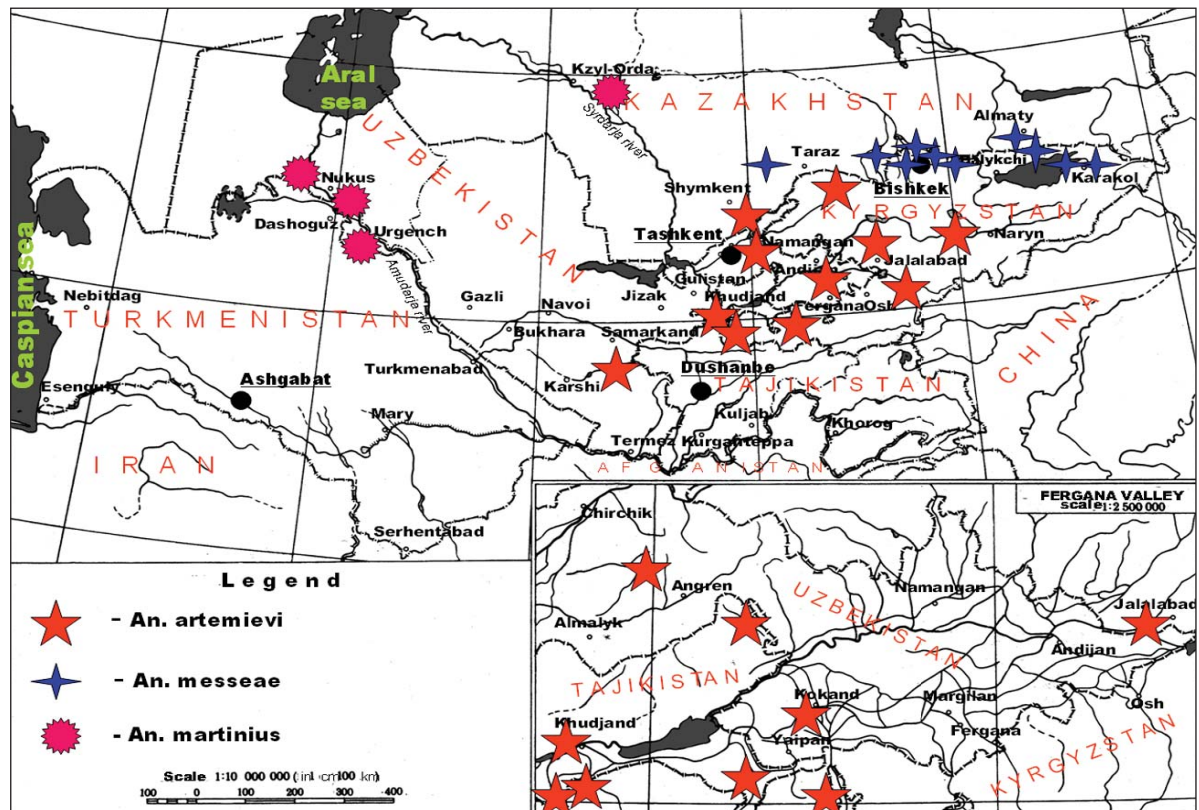 Aral
sea
Kzyl-Orda
KAZAKHSTAN
Syrdarja river
Almaty
UZBEKISTAN
Taraz
Balykchi
Karakol
Bishkek
Shymkent
KYRGYZSTAN
Nukus
Dashoguz
Urgench
Tashkent
Namangan
Naryn
Andijan
Jalalabad
Gulistan
Amudarja river
Caspian sea
Nebitdag
Gazli
Navoi
Jizak
Khudjand
Fergana
Osh
TURKMENISTAN
Bukhara
Samarkand
CHINA
Turkmenabad
Dushanbe
TAJIKISTAN
Esenguly
Ashgabat
Karshi
Mary
Kuljab
Khorog
Termez
Kurganteppa
IRAN
AFGANISTAN
Serhentabad
FERGANA VALLEY
scale 1:2 500 000
Chirchik
Angren
Namangan
Jalalabad
Almalyk
UZBEKISTAN
Andijan
TAJIKISTAN
Kokand
Margilan
Osh
Khudjand
Yaipan
Fergana
KYRGYZSTAN
Legend
- An. artemievi
- An. messeae
- An. martinius
Scale 1:10 000 000 (in 1 cm 100 km)
100 0 100 200 300 400